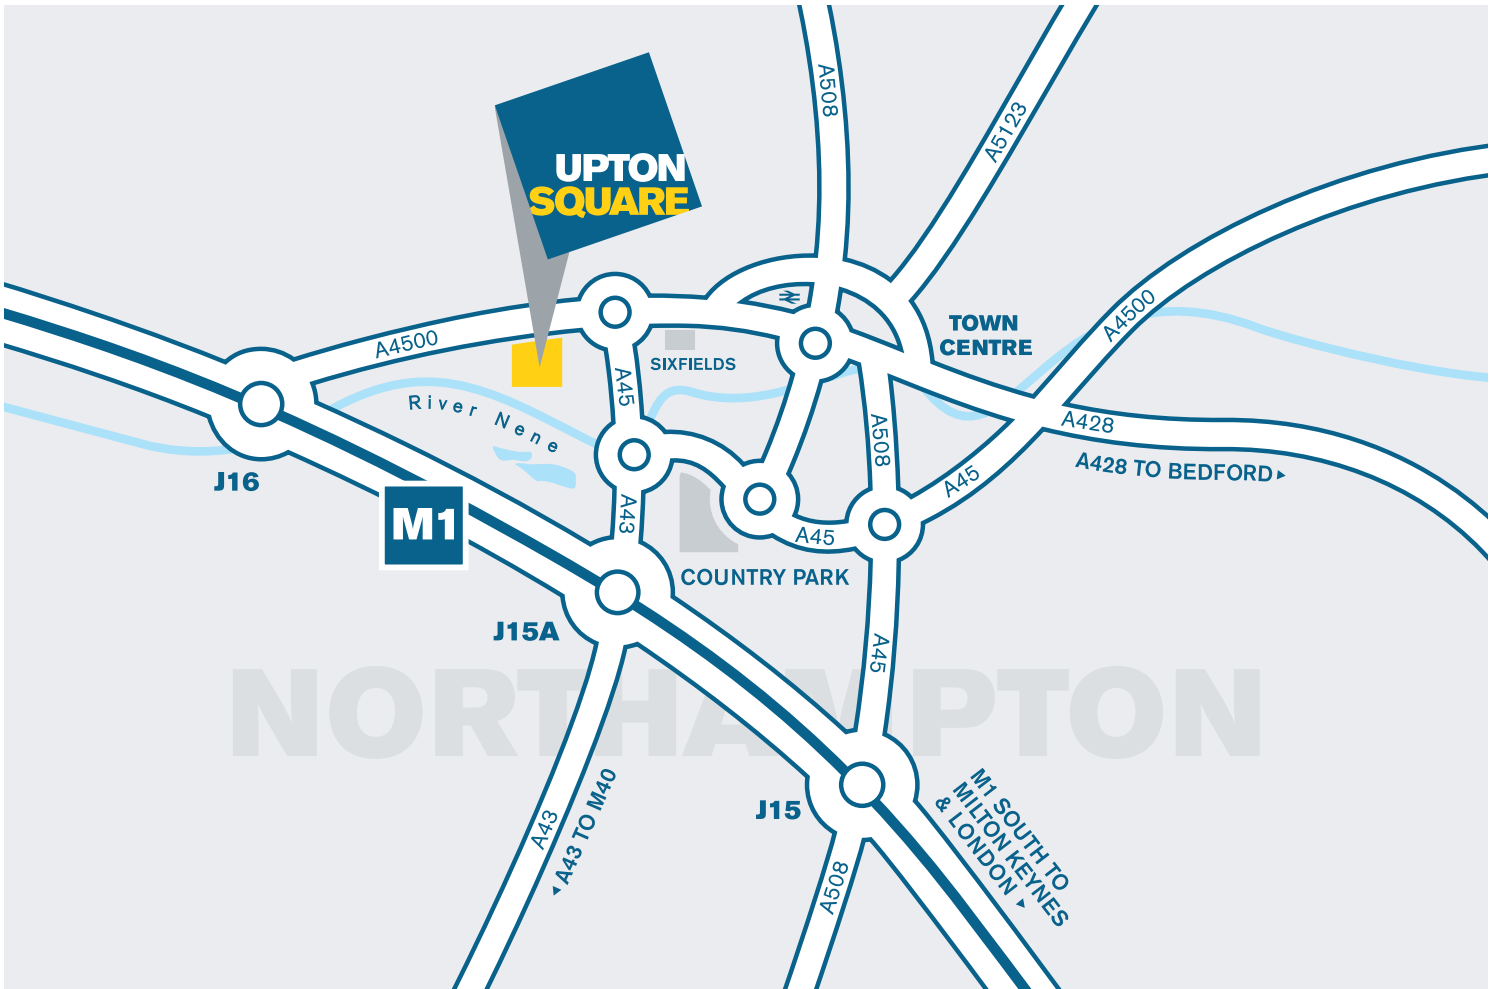 A508
A5123
UPTON
SQUARE
A4500
A4500
TOWN
CENTRE
SIXFIELDS
A45
River Nene
A508
A428
A428 TO BEDFORD
J16
M1
A43
A45
A45
COUNTRY PARK
J15A
A45
NORTHAMPTON
A43
A43 TO M40
J15
A508
M1 SOUTH TO
MILTON KEYNES
& LONDON